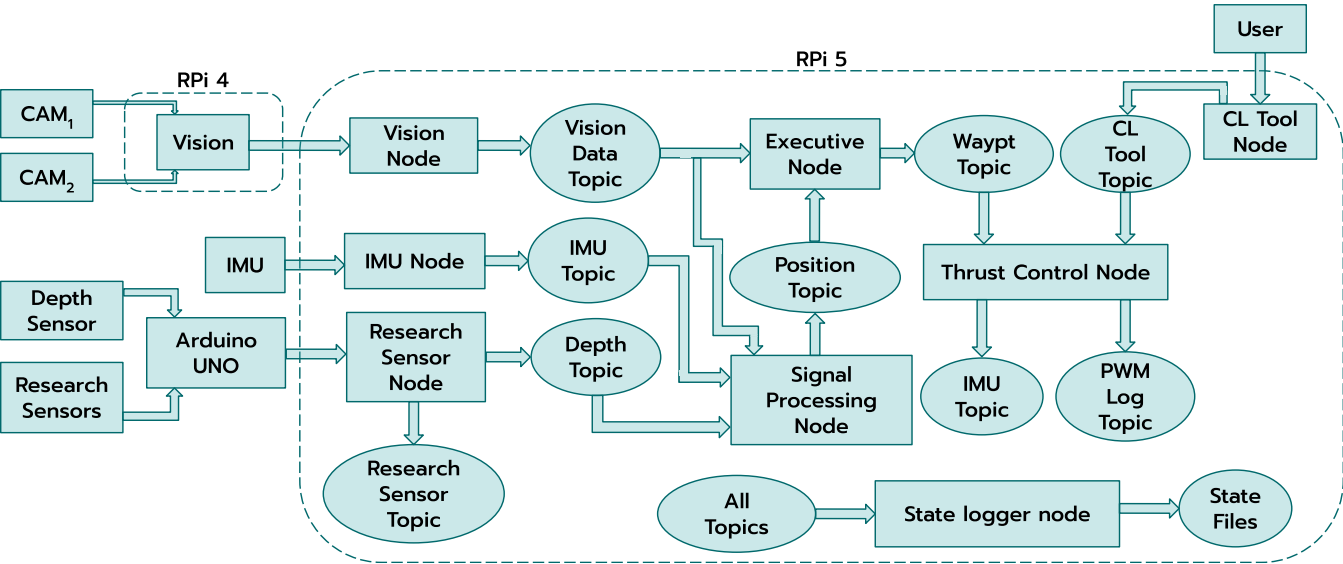 User
RPi 5
RPi 4
CAM1
Vision
CAM2
Vision
Node
Vision
Data
Topic
Executive
Node
Waypt
Topic
CL
Tool
Topic
CL Tool
Node
IMU
IMU Node
IMU
Topic
Position
Topic
Thrust Control Node
Depth
Sensor
Arduino
UNO
Research
Sensors
Research
Sensor
Node
Depth
Topic
Signal
Processing
Node
IMU
Topic
PWM
Log
Topic
Research
Sensor
Topic
All
Topics
State logger node
State
Files